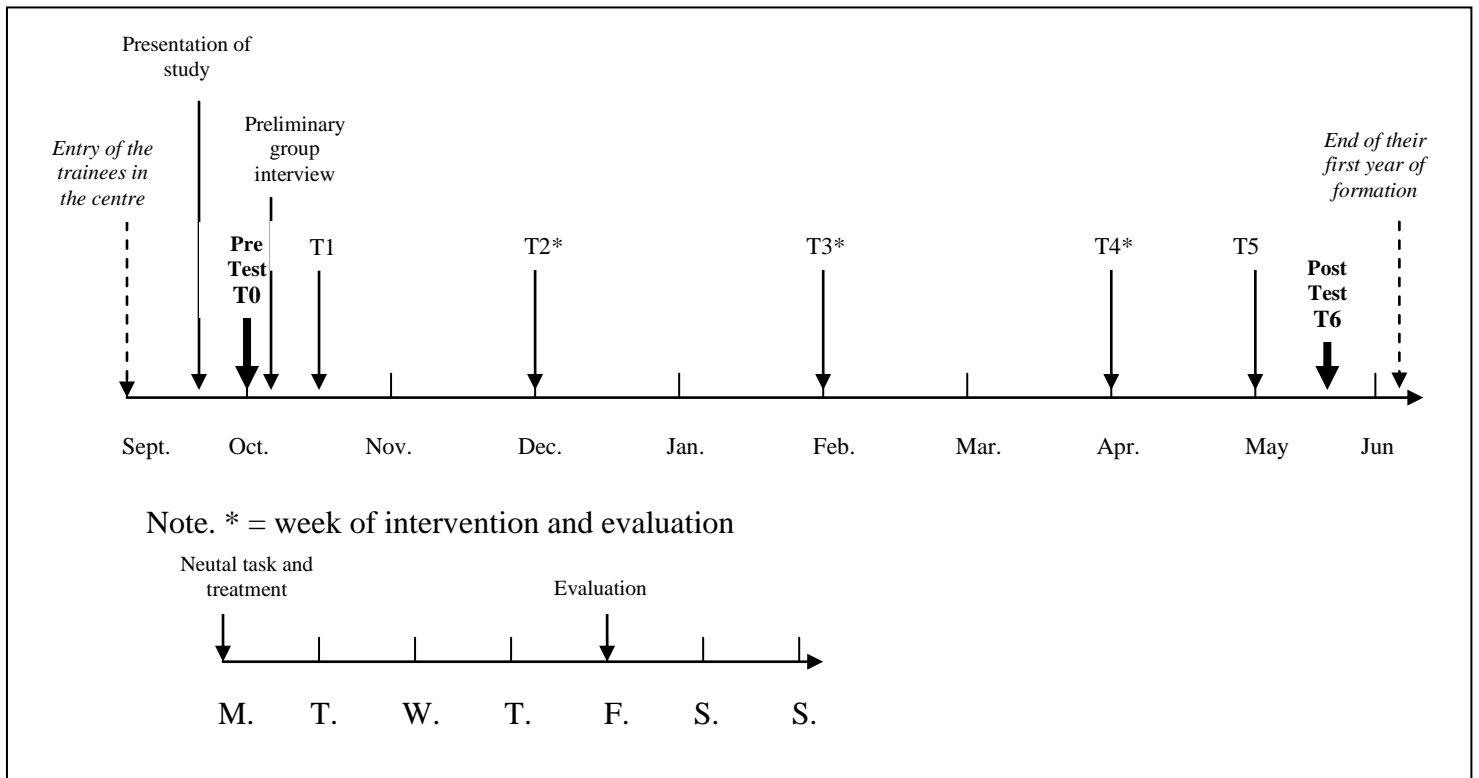 Presentation of
study
Preliminary
group
interview
Entry of the
trainees in
the centre
End of their
first year of
formation
Pre
Test
T0
T1
T2*
T3*
T4*
T5
Post
Test
T6
Sept.
Oct.
Nov.
Dec.
Jan.
Feb.
Mar.
Apr.
May
Jun
Note. * = week of intervention and evaluation
Neutal task and
treatment
Evaluation
M.
T.
W.
T.
F.
S.
S.